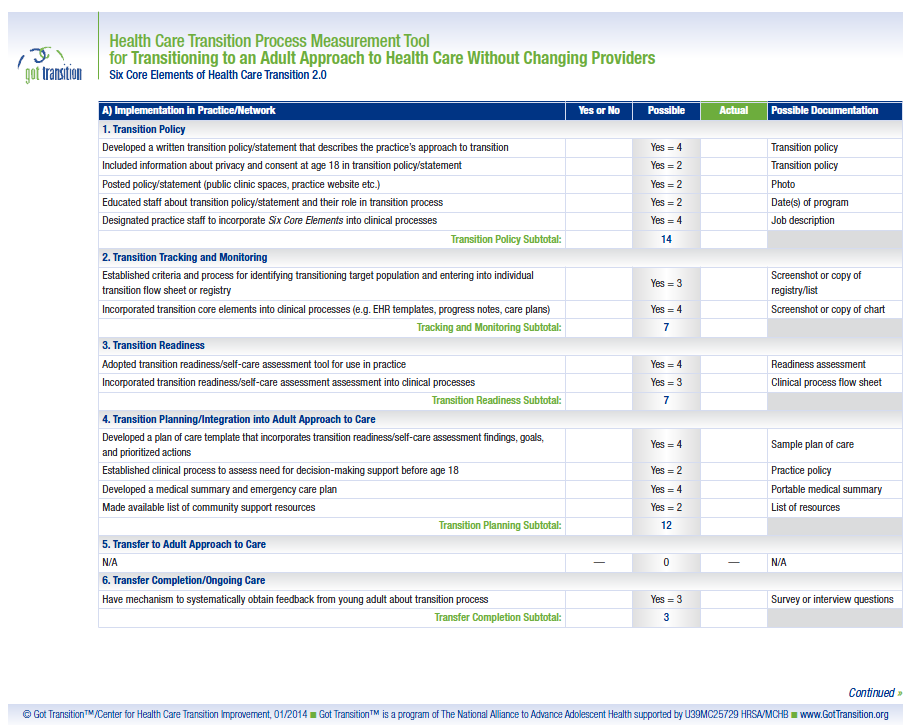 got transition
Health Care Transition Process Measurement Tool
for Transitioning to an Adult Approach to Health Care Without Changing Providers
Six Core Elements of Health Care Transition 2.0
A) Implementation in Practice/Network Yes or No Possible Actual Possible Documentation
1. Transition Policy
Developed a written transition policy/statement that describes the practice's approach to transition Yes = 4 Transition policy
Included information about privacy and consent at age 18 in transition policy/statement Yes = 2 Transition policy
Posted policy/statement (public clinic spaces, practice website etc.) Yes = 2 Photo
Educated staff about transition policy/statement and their role in transition process Yes = 2 Date(s) of program
Designated practice staff to incorporate Six Core Elements into clinical processes Yes = 4 Job description
Transition Policy Subtotal: 14
2. Transition Tracking and Monitoring
Established criteria and process for identifying transitioning target population and entering into individual
transition flow sheet or registry Yes = 3 Screenshot or copy of
registry/list
Incorporated transition core elements into clinical processes (e.g. EHR templates, progress notes, care plans) Yes = 4 Screenshot or copy of chart
Tracking and Monitoring Subtotal: 7
3. Transition Readiness
Adopted transition readiness/self-care assessment tool for use in practice Yes = 4 Readiness assessment
Incorporated transition readiness/self-care assessment assessment into clinical processes Yes = 3 Clinical process flow sheet
Transition Readiness Subtotal: 7
4. Transition Planning/Integration into Adult Approach to Care
Developed a plan of care template that incorporates transition readiness/self-care assessment findings, goals,
and prioritized actions Yes = 4 Sample plan of care
Established clinical process to assess need for decision-making support before age 18 Yes = 2 Practice policy
Developed a medical summary and emergency care plan Yes = 4 Portable medical summary
Made available list of community support resources Yes = 2 List of resources
Transition Planning Subtotal: 12
5. Transfer to Adult Approach to Care
N/A — 0 — N/A
6. Transfer Completion/Ongoing Care
Have mechanism to systematically obtain feedback from young adult about transition process Yes = 3 Survey or interview questions
Transfer Completion Subtotal: 3
Continued »
© Got Transition™/Center for Health Care Transition Improvement, 01/2014 ■ Got Transition™ is a program of The National Alliance to Advance Adolescent Health supported by U39MC25729 HRSA/MCHB ■ www.GotTransition.org